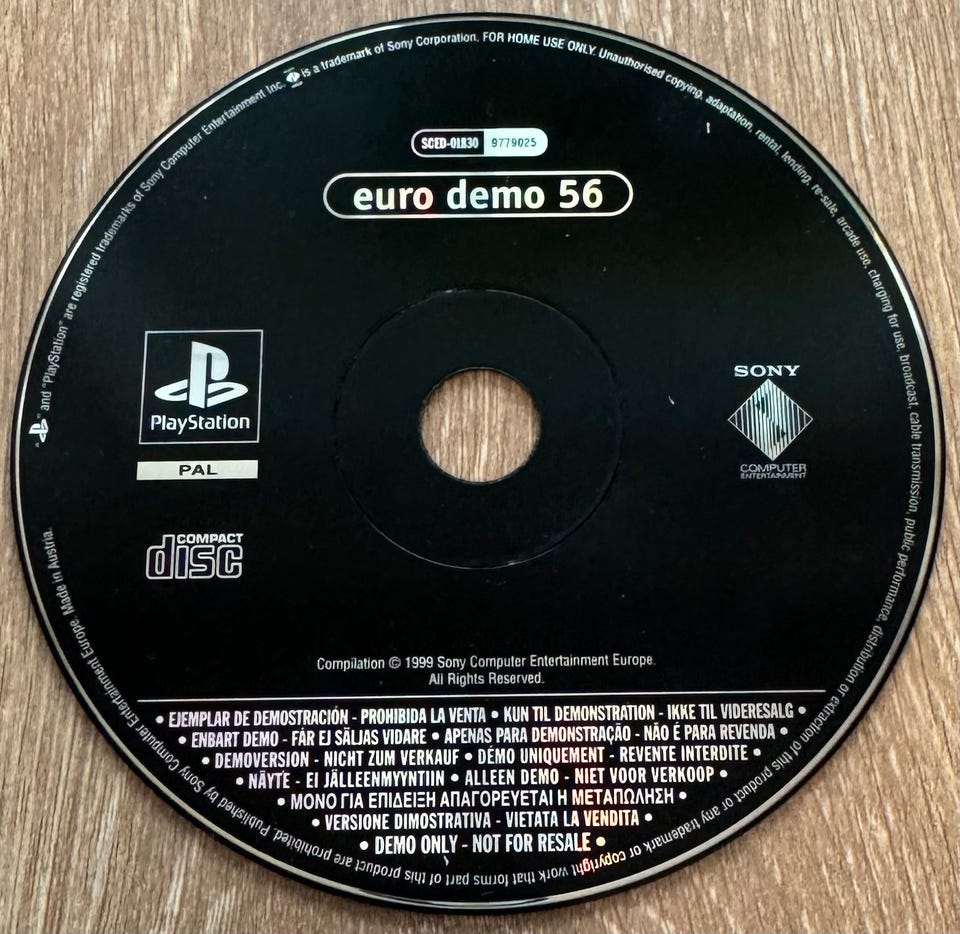 SCED-01830 9779025
euro demo 56
PlayStation
PAL
SONY
COMPUTER
ENTERTAINMENT
COMPACT
disc
Compilation © 1999 Sony Computer Entertainment Europe.
All Rights Reserved.
• EJEMPLAR DE DEMOSTRACIÓN - PROHIBIDA LA VENTA • KUN TIL DEMONSTRATION - IKKE TIL VIDERESALG •
• ENBART DEMO - FÅR EJ SÄLJAS VIDARE • APENAS PARA DEMONSTRAÇÃO - NÃO É PARA REVENDA •
• DEMOVERSION - NICHT ZUM VERKAUF • DÉMO UNIQUEMENT - REVENTE INTERDITE •
• NÄYTE - EI JÄLLEENMYYNTIIN • ALLEEN DEMO - NIET VOOR VERKOOP •
• ΜΟΝΟ ΓΙΑ ΕΠΙΔΕΙΞΗ ΑΠΑΓΟΡΕΥΕΤΑΙ Η ΜΕΤΑΠΩΛΗΣΗ •
• VERSIONE DIMOSTRATIVA - VIETATA LA VENDITA •
• DEMO ONLY - NOT FOR RESALE •
" " and "PlayStation" are registered trademarks of Sony Computer Entertainment Inc. is a trademark of Sony Corporation. FOR HOME USE ONLY. Unauthorised copying, adaptation, rental, lending, re-sale, arcade use, charging for use, broadcast, cable transmission, public performance, distribution or extraction of this product or any trademark or copyright work that forms part of this product are prohibited. Published by Sony Computer Entertainment Europe. Made in Austria.